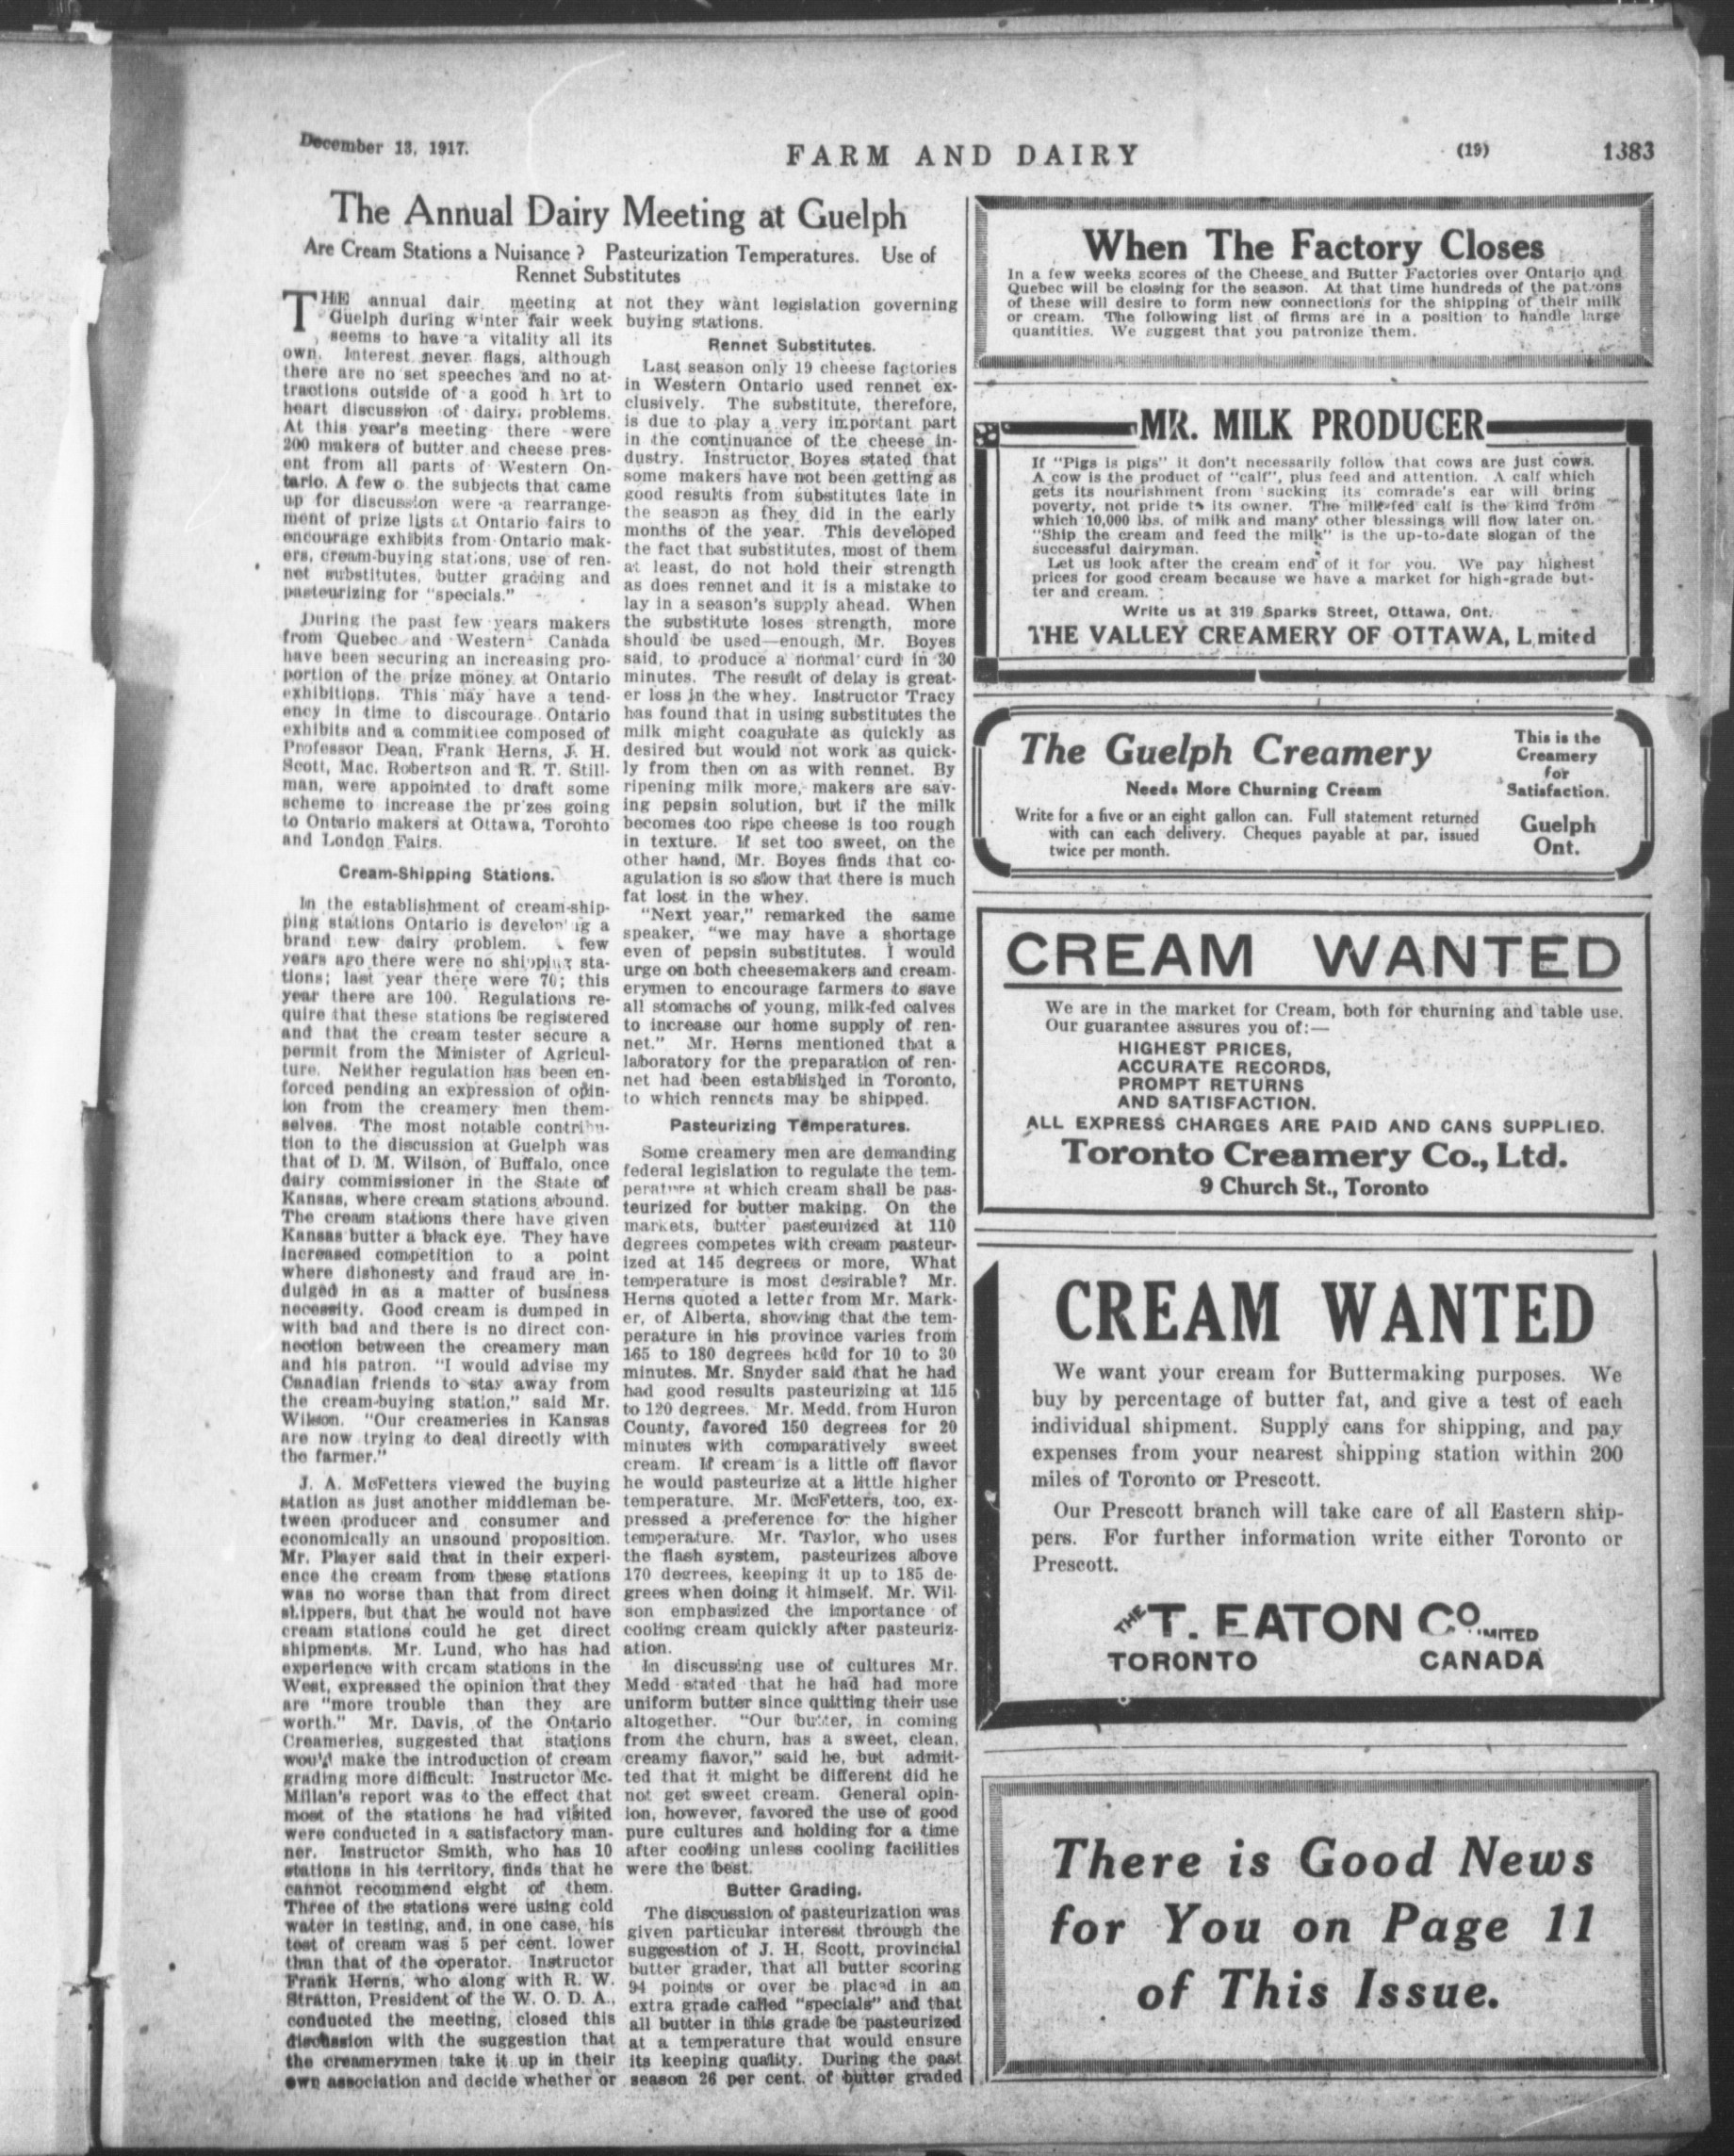 December 13, 1917.
FARM AND DAIRY
(19)
1383
The Annual Dairy Meeting at Guelph
Are Cream Stations a Nuisance? Pasteurization Temperatures. Use of
Rennet Substitutes
THE annual dair meeting at
Guelph during winter fair week
seems to have a vitality all its
own. Interest never flags, although
there are no set speeches and no at-
tractions outside of a good h art to
heart discussion of dairy problems.
At this year's meeting there were
200 makers of butter and cheese pres-
ent from all parts of Western On-
tario. A few o the subjects that came
up for discussion were a rearrange-
ment of prize lists at Ontario fairs to
encourage exhibits from Ontario mak-
ers, cream-buying stations, use of ren-
net substitutes, butter grading and
pasteurizing for "specials."
During the past few years makers
from Quebec and Western Canada
have been securing an increasing pro-
portion of the prize money at Ontario
exhibitions. This may have a tend-
ency in time to discourage Ontario
exhibits and a committee composed of
Professor Dean, Frank Herns, J. H.
Scott, Mac. Robertson and R. T. Still-
man, were appointed to draft some
scheme to increase the prizes going
to Ontario makers at Ottawa, Toronto
and London Fairs.
Cream-Shipping Stations.
In the establishment of cream-ship-
ping stations Ontario is develop' ig a
brand new dairy problem. A few
years ago there were no shipping sta-
tions; last year there were 70; this
year there are 100. Regulations re-
quire that these stations be registered
and that the cream tester secure a
permit from the Minister of Agricul-
ture. Neither regulation has been en-
forced pending an expression of opin-
ion from the creamery men them-
selves. The most notable contribu-
tion to the discussion at Guelph was
that of D. M. Wilson, of Buffalo, once
dairy commissioner in the State of
Kansas, where cream stations abound.
The cream stations there have given
Kansas butter a black eye. They have
increased competition to a point
where dishonesty and fraud are in-
dulged in as a matter of business
necessity. Good cream is dumped in
with bad and there is no direct con-
nection between the creamery man
and his patron. "I would advise my
Canadian friends to stay away from
the cream-buying station," said Mr.
Wilson. "Our creameries in Kansas
are now trying to deal directly with
the farmer."
J. A. McFetters viewed the buying
station as just another middleman be-
tween producer and consumer and
economically an unsound proposition.
Mr. Player said that in their experi-
ence the cream from these stations
was no worse than that from direct
shippers, but that he would not have
cream stations could he get direct
shipments. Mr. Lund, who has had
experience with cream stations in the
West, expressed the opinion that they
are "more trouble than they are
worth." Mr. Davis, of the Ontario
Creameries, suggested that stations
would make the introduction of cream
grading more difficult. Instructor Mc-
Millan's report was to the effect that
most of the stations he had visited
were conducted in a satisfactory man-
ner. Instructor Smith, who has 10
stations in his territory, finds that he
cannot recommend eight of them.
Three of the stations were using cold
water in testing, and, in one case, his
test of cream was 5 per cent. lower
than that of the operator. Instructor
Frank Herns, who along with R. W.
Stratton, President of the W. O. D. A.,
conducted the meeting, closed this
discussion with the suggestion that
the creamerymen take it up in their
own association and decide whether or
not they want legislation governing
buying stations.
Rennet Substitutes.
Last season only 19 cheese factories
in Western Ontario used rennet ex-
clusively. The substitute, therefore,
is due to play a very important part
in the continuance of the cheese in-
dustry. Instructor Boyes stated that
some makers have not been getting as
good results from substitutes late in
the season as they did in the early
months of the year. This developed
the fact that substitutes, most of them
at least, do not hold their strength
as does rennet and it is a mistake to
lay in a season's supply ahead. When
the substitute loses strength, more
should be used—enough, Mr. Boyes
said, to produce a normal curd in 30
minutes. The result of delay is great-
er loss in the whey. Instructor Tracy
has found that in using substitutes the
milk might coagulate as quickly as
desired but would not work as quick-
ly from then on as with rennet. By
ripening milk more, makers are sav-
ing pepsin solution, but if the milk
becomes too ripe cheese is too rough
in texture. If set too sweet, on the
other hand, Mr. Boyes finds that co-
agulation is so slow that there is much
fat lost in the whey.
"Next year," remarked the same
speaker, "we may have a shortage
even of pepsin substitutes. I would
urge on both cheesemakers and cream-
erymen to encourage farmers to save
all stomachs of young, milk-fed calves
to increase our home supply of ren-
net." Mr. Herns mentioned that a
laboratory for the preparation of ren-
net had been established in Toronto,
to which rennets may be shipped.
Pasteurizing Temperatures.
Some creamery men are demanding
federal legislation to regulate the tem-
perature at which cream shall be pas-
teurized for butter making. On the
markets, butter pasteurized at 110
degrees competes with cream pasteur-
ized at 145 degrees or more, What
temperature is most desirable? Mr.
Herns quoted a letter from Mr. Mark-
er, of Alberta, showing that the tem-
perature in his province varies from
165 to 180 degrees held for 10 to 30
minutes. Mr. Snyder said that he had
had good results pasteurizing at 115
to 120 degrees. Mr. Medd, from Huron
County, favored 150 degrees for 20
minutes with comparatively sweet
cream. If cream is a little off flavor
he would pasteurize at a little higher
temperature. Mr. McFetters, too, ex-
pressed a preference for the higher
temperature. Mr. Taylor, who uses
the flash system, pasteurizes above
170 degrees, keeping it up to 185 de-
grees when doing it himself. Mr. Wil-
son emphasized the importance of
cooling cream quickly after pasteuriz-
ation.
In discussing use of cultures Mr.
Medd stated that he had had more
uniform butter since quitting their use
altogether. "Our butter, in coming
from the churn, has a sweet, clean,
creamy flavor," said he, but admit-
ted that it might be different did he
not get sweet cream. General opin-
ion, however, favored the use of good
pure cultures and holding for a time
after cooling unless cooling facilities
were the best.
Butter Grading.
The discussion of pasteurization was
given particular interest through the
suggestion of J. H. Scott, provincial
butter grader, that all butter scoring
94 points or over be placed in an
extra grade called "specials" and that
all butter in this grade be pasteurized
at a temperature that would ensure
its keeping quality. During the past
season 26 per cent. of butter graded
When The Factory Closes
In a few weeks scores of the Cheese and Butter Factories over Ontario and
Quebec will be closing for the season. At that time hundreds of the patrons
of these will desire to form new connections for the shipping of their milk
or cream. The following list of firms are in a position to handle large
quantities. We suggest that you patronize them.
MR. MILK PRODUCER
If "Pigs is pigs" it don't necessarily follow that cows are just cows.
A cow is the product of "calf", plus feed and attention. A calf which
gets its nourishment from sucking its comrade's ear will bring
poverty, not pride to its owner. The milk-fed calf is the kind from
which 10,000 lbs. of milk and many other blessings will flow later on.
"Ship the cream and feed the milk" is the up-to-date slogan of the
successful dairyman.
Let us look after the cream end of it for you. We pay highest
prices for good cream because we have a market for high-grade but-
ter and cream.
Write us at 319 Sparks Street, Ottawa, Ont.
THE VALLEY CREAMERY OF OTTAWA, L mited
The Guelph Creamery
Needs More Churning Cream
Write for a five or an eight gallon can. Full statement returned
with can each delivery. Cheques payable at par, issued
twice per month.
This is the
Creamery
for
Satisfaction.
Guelph
Ont.
CREAM WANTED
We are in the market for Cream, both for churning and table use.
Our guarantee assures you of:—
HIGHEST PRICES,
ACCURATE RECORDS,
PROMPT RETURNS
AND SATISFACTION.
ALL EXPRESS CHARGES ARE PAID AND CANS SUPPLIED.
Toronto Creamery Co., Ltd.
9 Church St., Toronto
CREAM WANTED
We want your cream for Buttermaking purposes. We
buy by percentage of butter fat, and give a test of each
individual shipment. Supply cans for shipping, and pay
expenses from your nearest shipping station within 200
miles of Toronto or Prescott.
Our Prescott branch will take care of all Eastern ship-
pers. For further information write either Toronto or
Prescott.
THE T. EATON CO. IMITED
TORONTO CANADA
There is Good News
for You on Page 11
of This Issue.